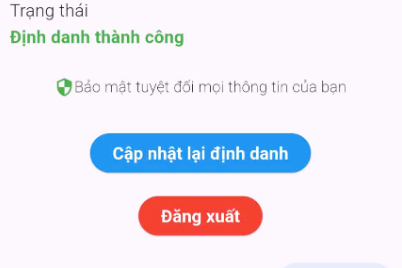 Trạng thái
Định danh thành công
Bảo mật tuyệt đối mọi thông tin của bạn
Cập nhật lại định danh
Đăng xuất